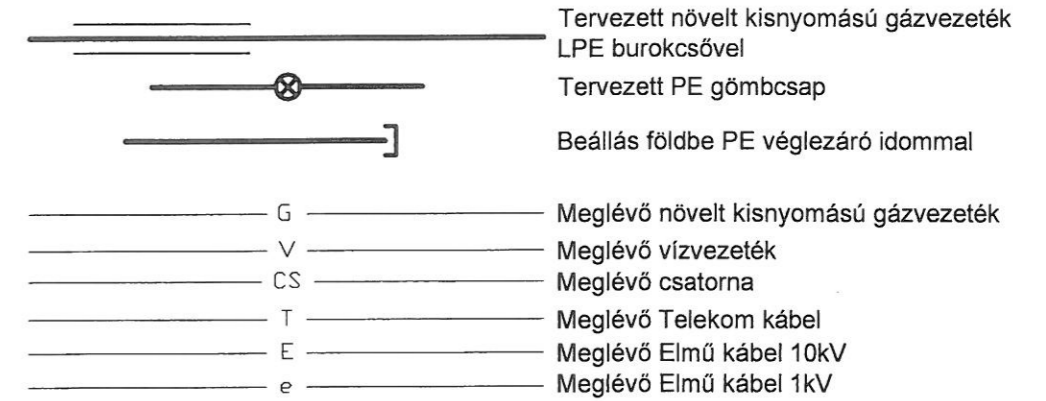 Tervezett növelt kisnyomású gázvezeték
LPE burokcsővel
Tervezett PE gömbcsap
Beállás földbe PE véglezáró idommal
G Meglévő növelt kisnyomású gázvezeték
V Meglévő vízvezeték
CS Meglévő csatorna
T Meglévő Telekom kábel
E Meglévő Elmű kábel 10kV
e Meglévő Elmű kábel 1kV